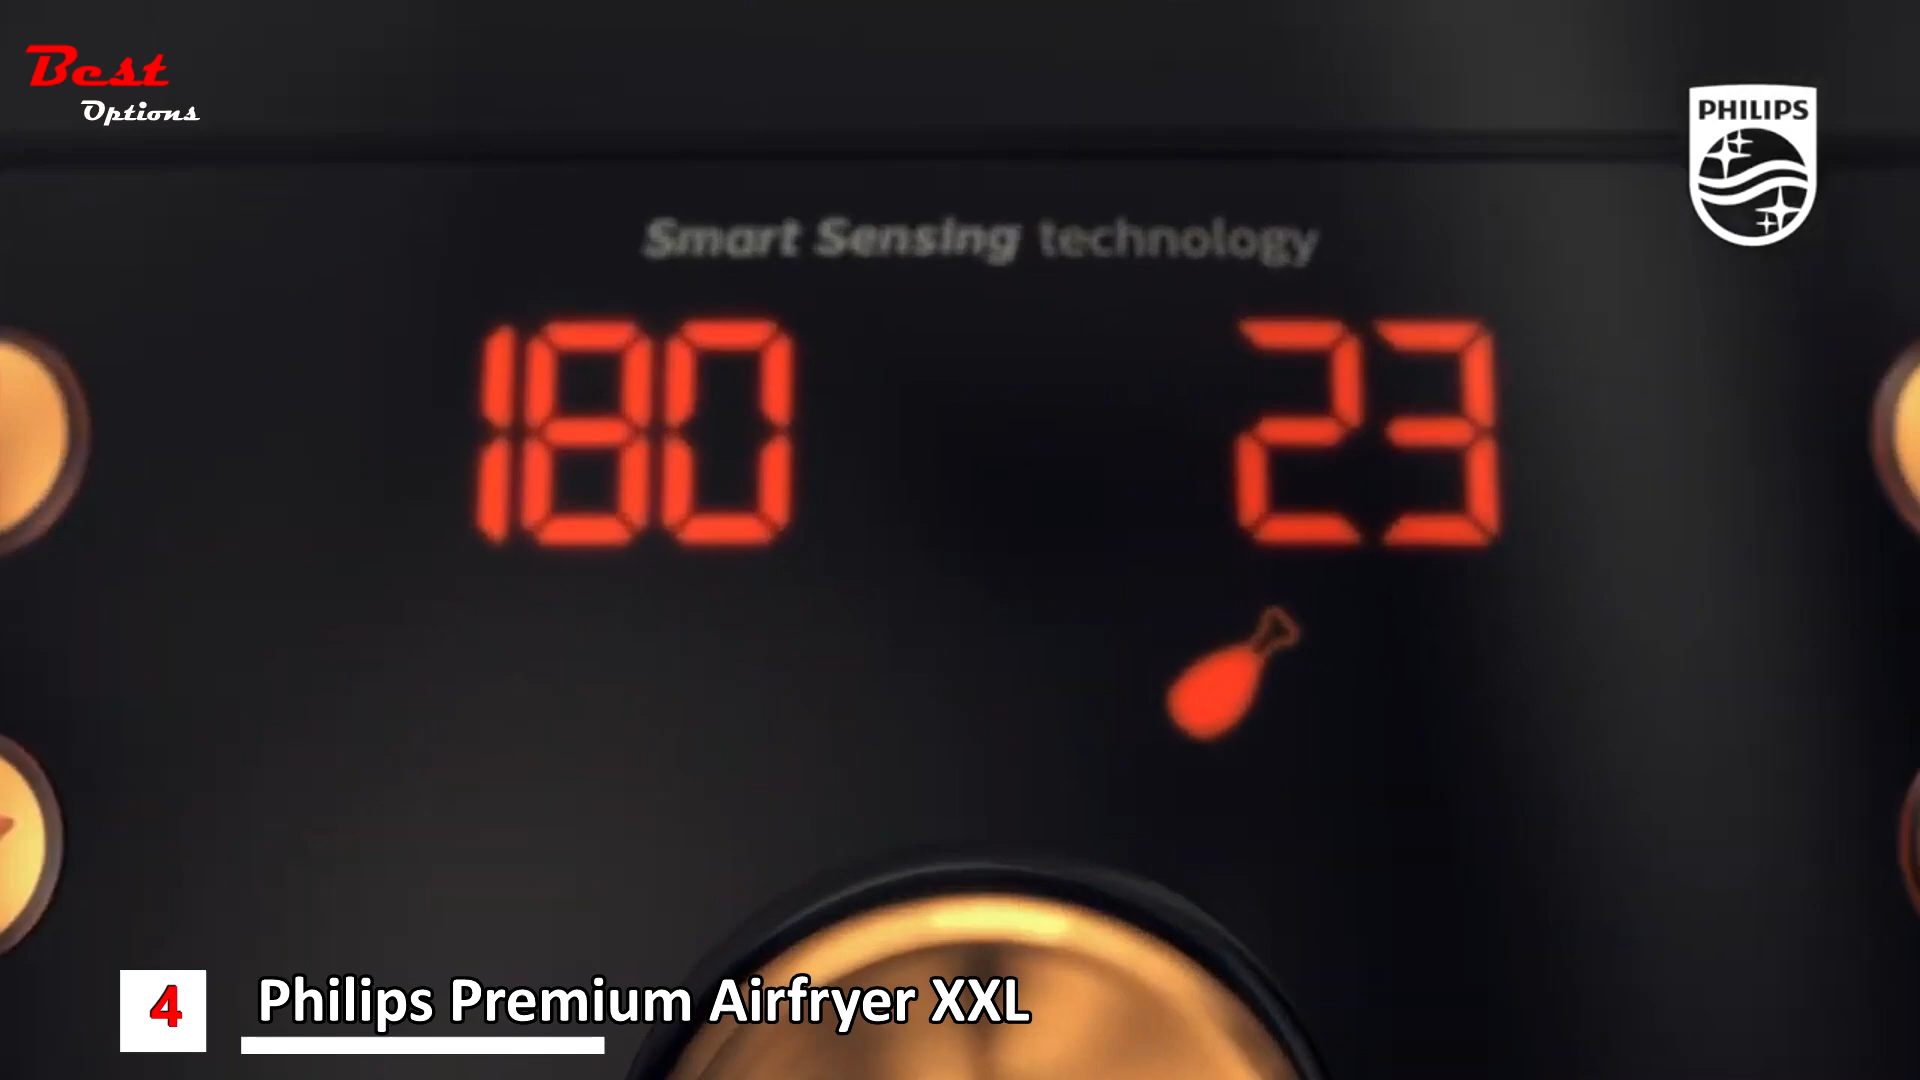 Best
Options
PHILIPS
Smart Sensing technology
180 23
4 Philips Premium Airfryer XXL